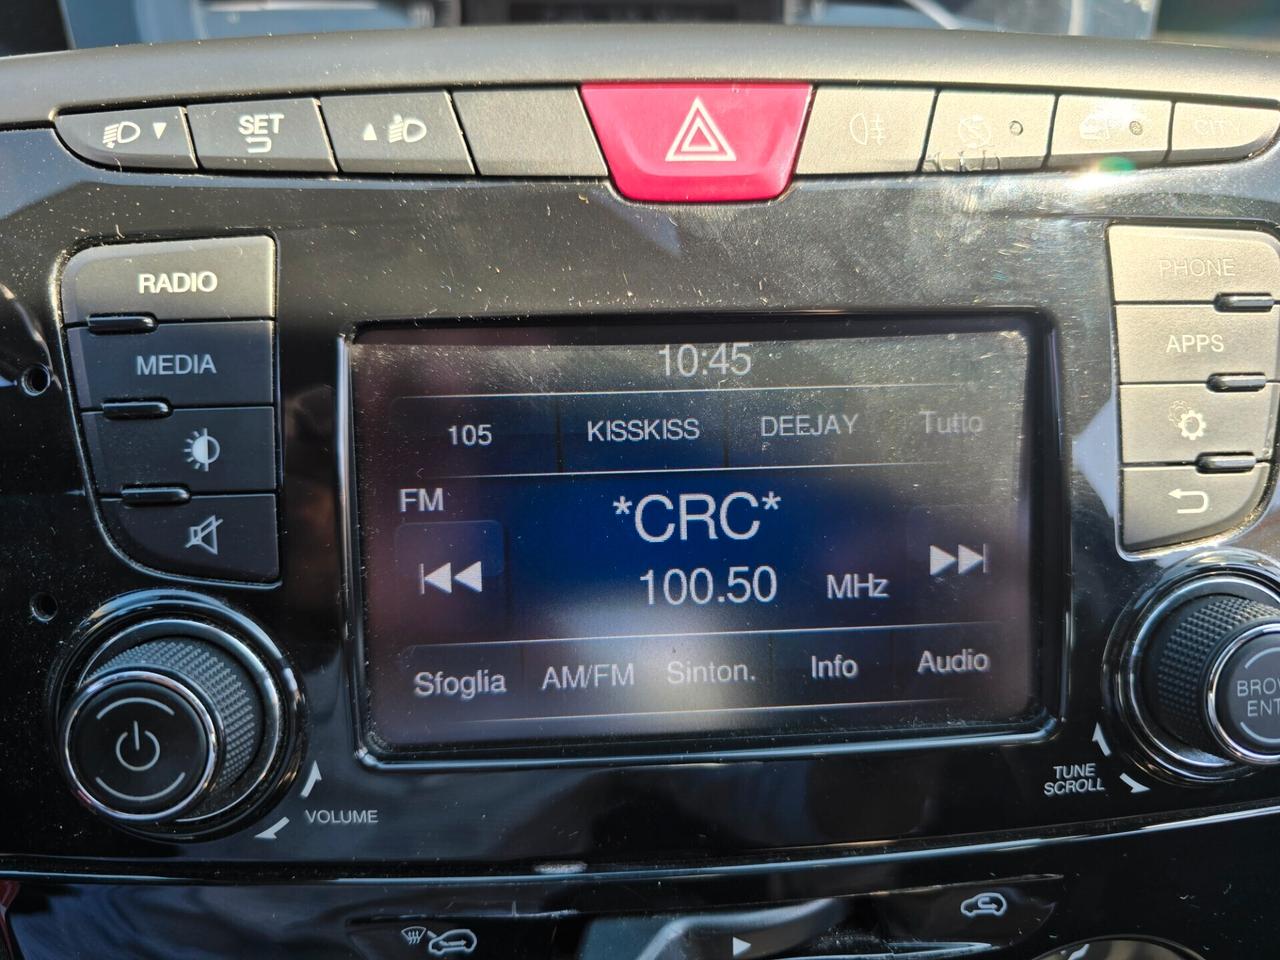 SET
CITY
RADIO
MEDIA
PHONE
APPS
10:45
105 KISSKISS DEEJAY Tutto
FM
*CRC*
100.50 MHz
Sfoglia AM/FM Sinton. Info Audio
VOLUME
TUNE
SCROLL